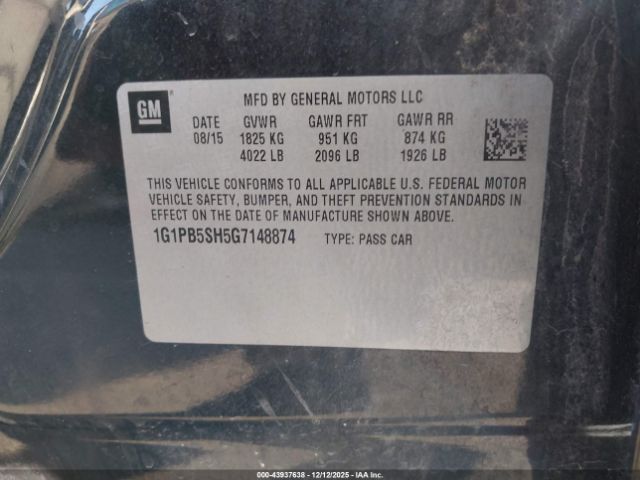 GM
MFD BY GENERAL MOTORS LLC
DATE GVWR GAWR FRT GAWR RR
08/15 1825 KG 951 KG 874 KG
4022 LB 2096 LB 1926 LB
THIS VEHICLE CONFORMS TO ALL APPLICABLE U.S. FEDERAL MOTOR
VEHICLE SAFETY, BUMPER, AND THEFT PREVENTION STANDARDS IN
EFFECT ON THE DATE OF MANUFACTURE SHOWN ABOVE.
1G1PB5SH5G7148874 TYPE: PASS CAR
000-43937638 - 12/12/2025 - IAAI.com